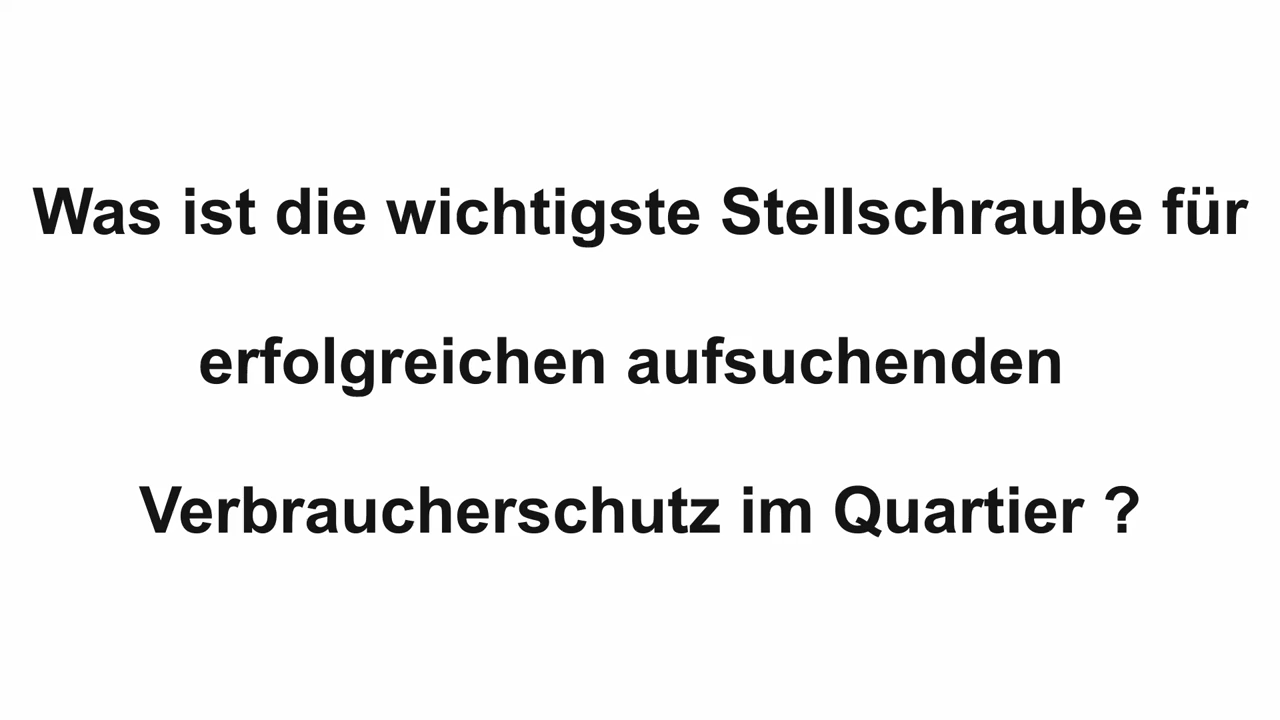 Was ist die wichtigste Stellschraube für
erfolgreichen aufsuchenden
Verbraucherschutz im Quartier ?